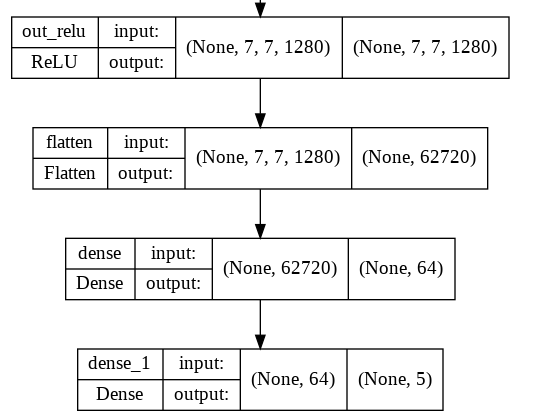 out_relu input: (None, 7, 7, 1280) (None, 7, 7, 1280)
ReLU output:
flatten input: (None, 7, 7, 1280) (None, 62720)
Flatten output:
dense input: (None, 62720) (None, 64)
Dense output:
dense_1 input: (None, 64) (None, 5)
Dense output: